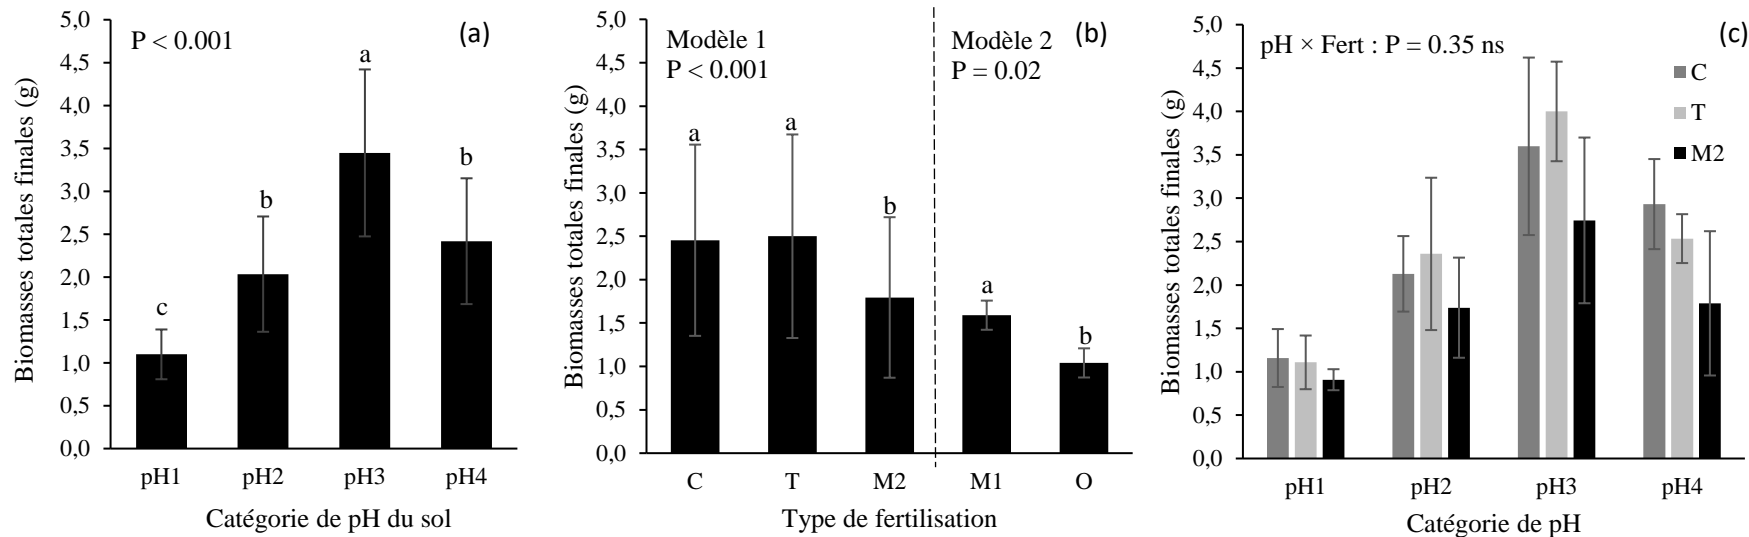 P < 0.001
(a)
Biomasses totales finales (g)
5,0
4,5
4,0
3,5
3,0
2,5
2,0
1,5
1,0
0,5
0,0
c
b
a
b
pH1 pH2 pH3 pH4
Catégorie de pH du sol
Modèle 1
P < 0.001
Modèle 2
P = 0.02
(b)
Biomasses totales finales (g)
5,0
4,5
4,0
3,5
3,0
2,5
2,0
1,5
1,0
0,5
0,0
a
a
b
a
b
C T M2 M1 O
Type de fertilisation
pH × Fert : P = 0.35 ns
(c)
C
T
M2
Biomasses totales finales (g)
5,0
4,5
4,0
3,5
3,0
2,5
2,0
1,5
1,0
0,5
0,0
pH1 pH2 pH3 pH4
Catégorie de pH